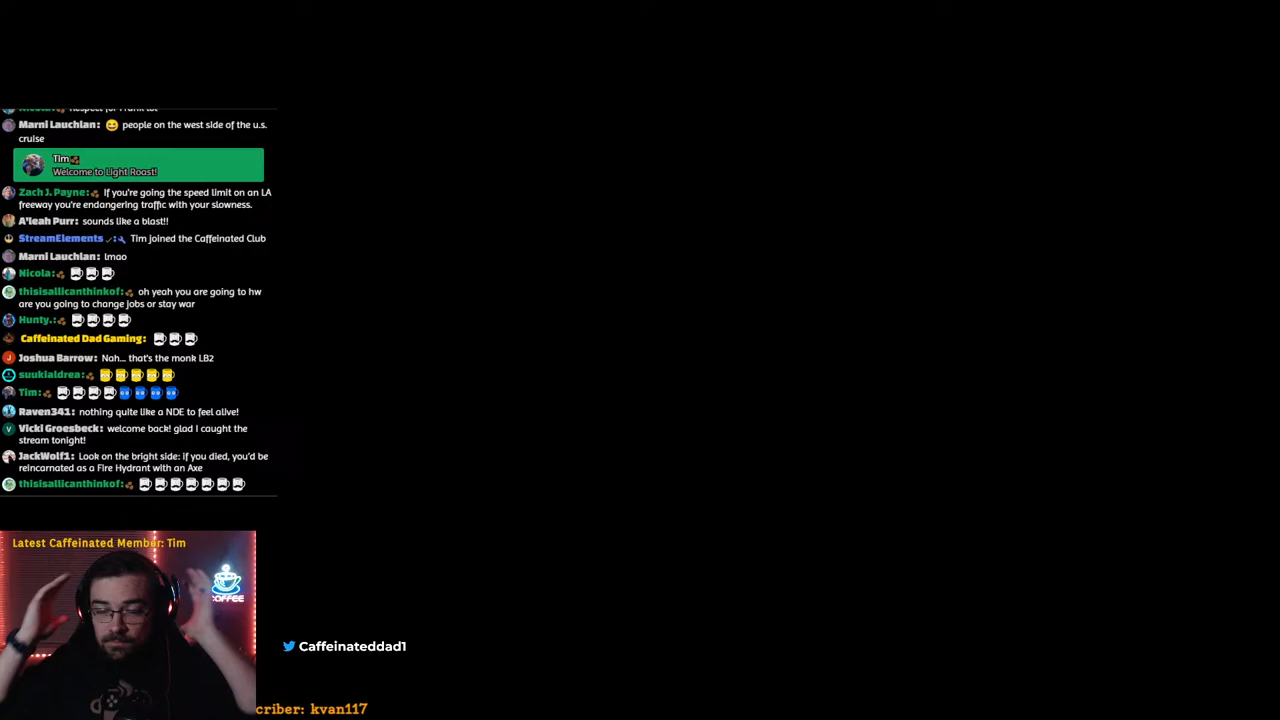 Nicola: Respect for Frank lol
Marni Lauchlan: people on the west side of the u.s.
cruise
Tim
Welcome to Light Roast!
Zach J. Payne: If you're going the speed limit on an LA
freeway you're endangering traffic with your slowness.
A'leah Purr: sounds like a blast!!
StreamElements : Tim joined the Caffeinated Club
Marni Lauchlan: lmao
Nicola:
thisisallicanthinkof: oh yeah you are going to hw
are you going to change jobs or stay war
Hunty.:
Caffeinated Dad Gaming:
J Joshua Barrow: Nah... that's the monk LB2
suukialdrea:
Tim:
Raven341: nothing quite like a NDE to feel alive!
V Vicki Groesbeck: welcome back! glad I caught the
stream tonight!
JackWolf1: Look on the bright side: if you died, you'd be
reincarnated as a Fire Hydrant with an Axe
thisisallicanthinkof:
Latest Caffeinated Member: Tim
COFFEE
Caffeinateddad1
criber: kvan117